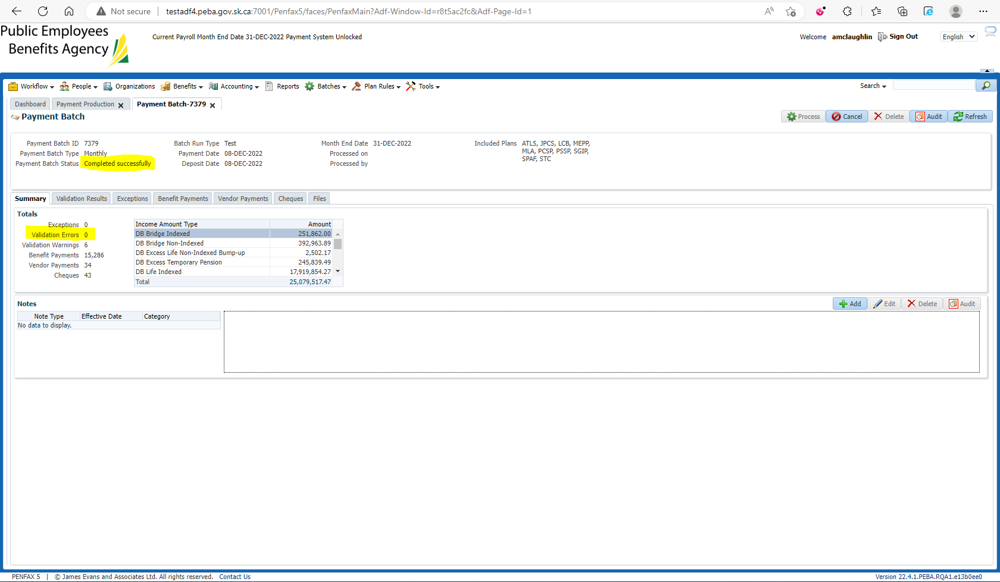 Not secure
testadf4.peba.gov.sk.ca:7001/Penfax5/faces/PenfaxMain?Adf-Window-Id=r8t5ac2fc&Adf-Page-Id=1
Public Employees
Benefits Agency
Current Payroll Month End Date 31-DEC-2022 Payment System Unlocked
Welcome amclaughlin Sign Out English
Workflow People Organizations Benefits Accounting Reports Batches Plan Rules Tools Search
Dashboard Payment Production Payment Batch-7379
Payment Batch Process Cancel Delete Audit Refresh
Payment Batch ID 7379 Batch Run Type Test Month End Date 31-DEC-2022 Included Plans ATLS, JPCS, LCB, MEPP,
Payment Batch Type Monthly Payment Date 08-DEC-2022 Processed on MLA, PCSP, PSSP, SGIP,
Payment Batch Status Completed successfully Deposit Date 08-DEC-2022 Processed by SPAF, STC
Summary Validation Results Exceptions Benefit Payments Vendor Payments Cheques Files
Totals
Exceptions 0
Validation Errors 0
Validation Warnings 6
Benefit Payments 15,286
Vendor Payments 34
Cheques 43
Income Amount Type Amount
DB Bridge Indexed 251,862.00
DB Bridge Non-Indexed 392,963.89
DB Excess Life Non-Indexed Bump-up 2,502.17
DB Excess Temporary Pension 245,839.49
DB Life Indexed 17,919,854.27
Total 25,079,517.47
Notes Add Edit Delete Audit
Note Type Effective Date Category
No data to display.
PENFAX 5 | © James Evans and Associates Ltd. All rights reserved. Contact Us Version 22.4.1.PEBA.RQA1.e13b0ee0